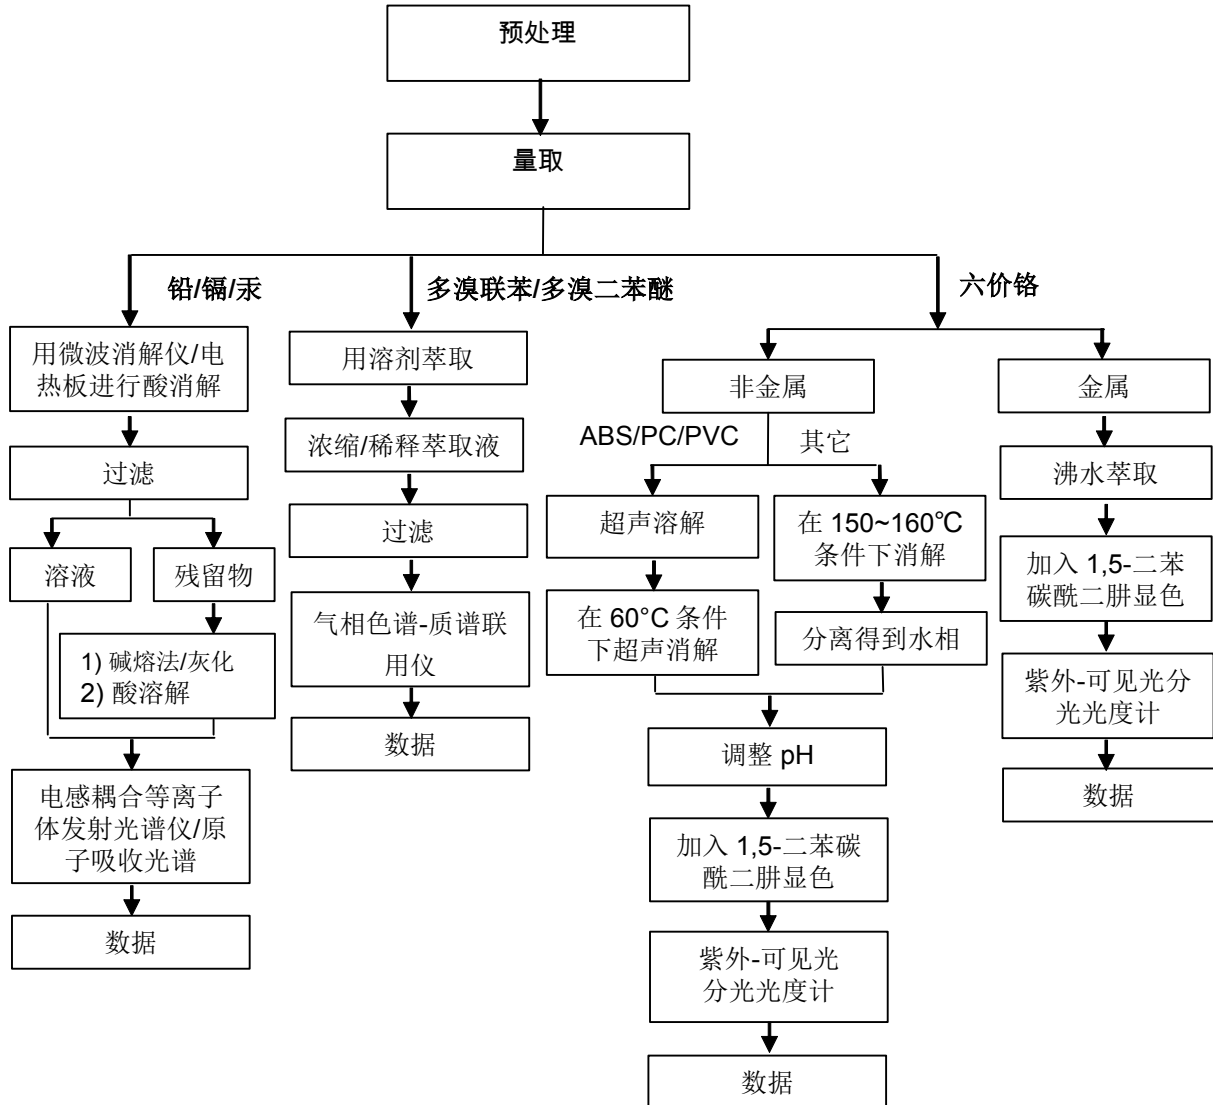 预处理
量取
铅/镉/汞
多溴联苯/多溴二苯醚
六价铬
用微波消解仪/电
热板进行酸消解
过滤
溶液
残留物
1) 碱熔法/灰化
2) 酸溶解
电感耦合等离子
体发射光谱仪/原
子吸收光谱
数据
用溶剂萃取
浓缩/稀释萃取液
过滤
气相色谱-质谱联
用仪
数据
非金属
ABS/PC/PVC
其它
超声溶解
在 60°C 条件
下超声消解
在 150~160℃
条件下消解
分离得到水相
调整 pH
加入 1,5-二苯碳
酰二肼显色
紫外-可见光
分光光度计
数据
金属
沸水萃取
加入 1,5-二苯
碳酰二肼显色
紫外-可见光分
光光度计
数据